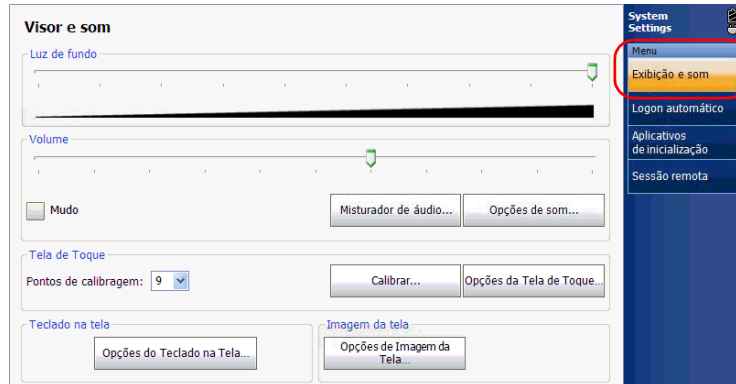 Visor e som
Luz de fundo
Volume
Mudo
Misturador de áudio...
Opções de som...
Tela de Toque
Pontos de calibragem: 9
Calibrar...
Opções da Tela de Toque...
Teclado na tela
Opções do Teclado na Tela...
Imagem da tela
Opções de Imagem da
Tela...
System
Settings
Menu
Exibição e som
Logon automático
Aplicativos
de inicialização
Sessão remota